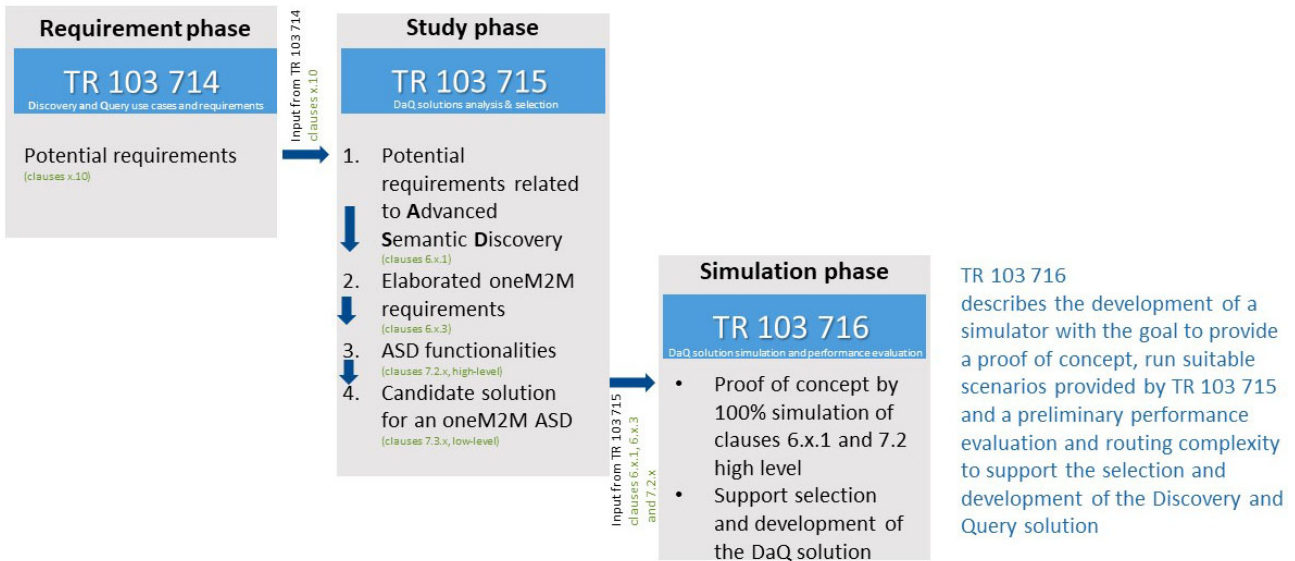 Requirement phase
TR 103 714
Discovery and Query use cases and requirements
Potential requirements
(clauses x.10)
Input from TR 103 714
clauses x.10
Study phase
TR 103 715
DaQ solutions analysis & selection
1. Potential
requirements related
to Advanced
Semantic Discovery
(clauses 6.x.1)
2. Elaborated oneM2M
requirements
(clauses 6.x.3)
3. ASD functionalities
(clauses 7.2.x, high-level)
4. Candidate solution
for an oneM2M ASD
(clauses 7.3.x, low-level)
Input from TR 103 715
clauses 6.x.1, 6.x.3
and 7.2.x
Simulation phase
TR 103 716
DaQ solution simulation and performance evaluation
• Proof of concept by
100% simulation of
clauses 6.x.1 and 7.2
high level
• Support selection
and development of
the DaQ solution
TR 103 716
describes the development of a
simulator with the goal to provide
a proof of concept, run suitable
scenarios provided by TR 103 715
and a preliminary performance
evaluation and routing complexity
to support the selection and
development of the Discovery and
Query solution